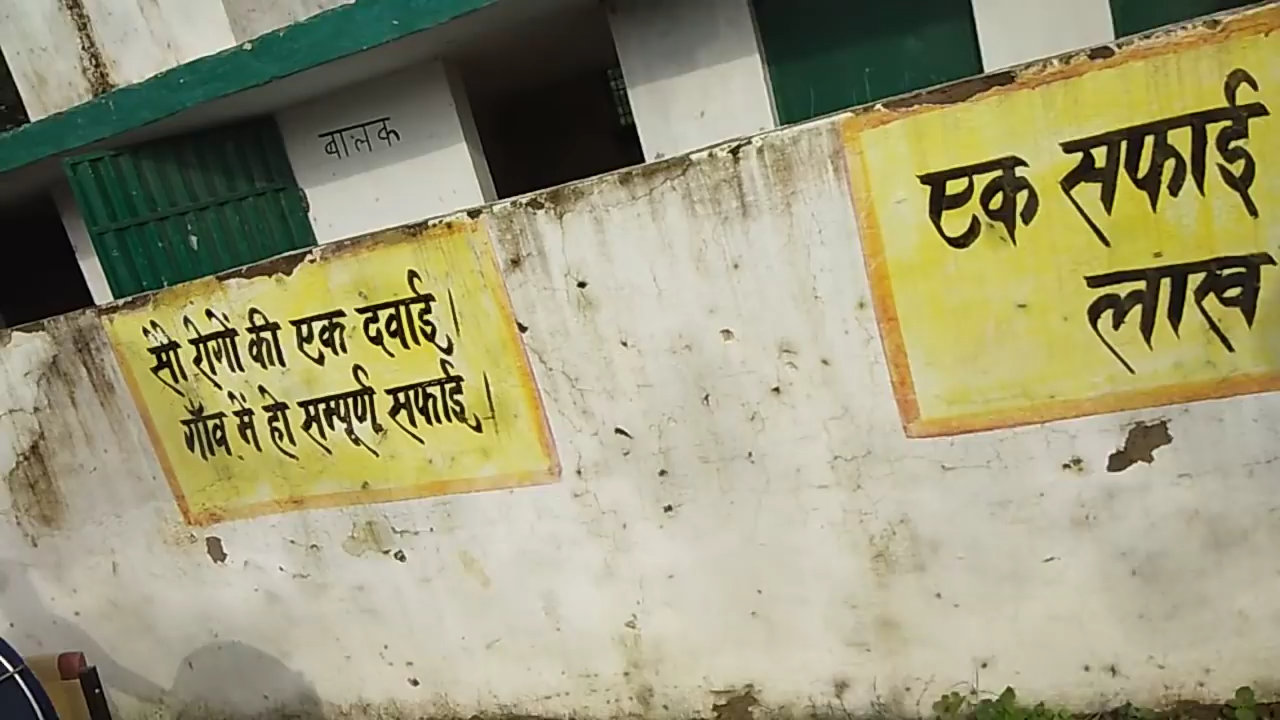 बालक
सौ रोगों की एक दवाई।
गाँव में हो सम्पूर्ण सफाई।
एक सफाई
लाख